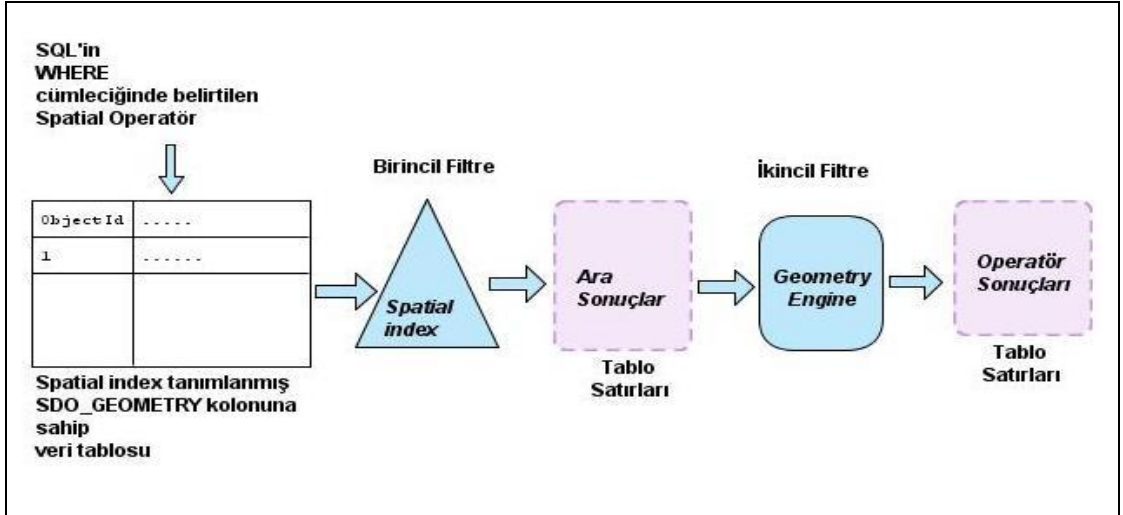 SQL'in
WHERE
cümleciğinde belirtilen
Spatial Operatör
Birincil Filtre
İkincil Filtre
ObjectId .....
1 ......
Spatial
index
Ara
Sonuçlar
Geometry
Engine
Operatör
Sonuçları
Tablo
Satırları
Tablo
Satırları
Spatial index tanımlanmış
SDO_GEOMETRY kolonuna
sahip
veri tablosu